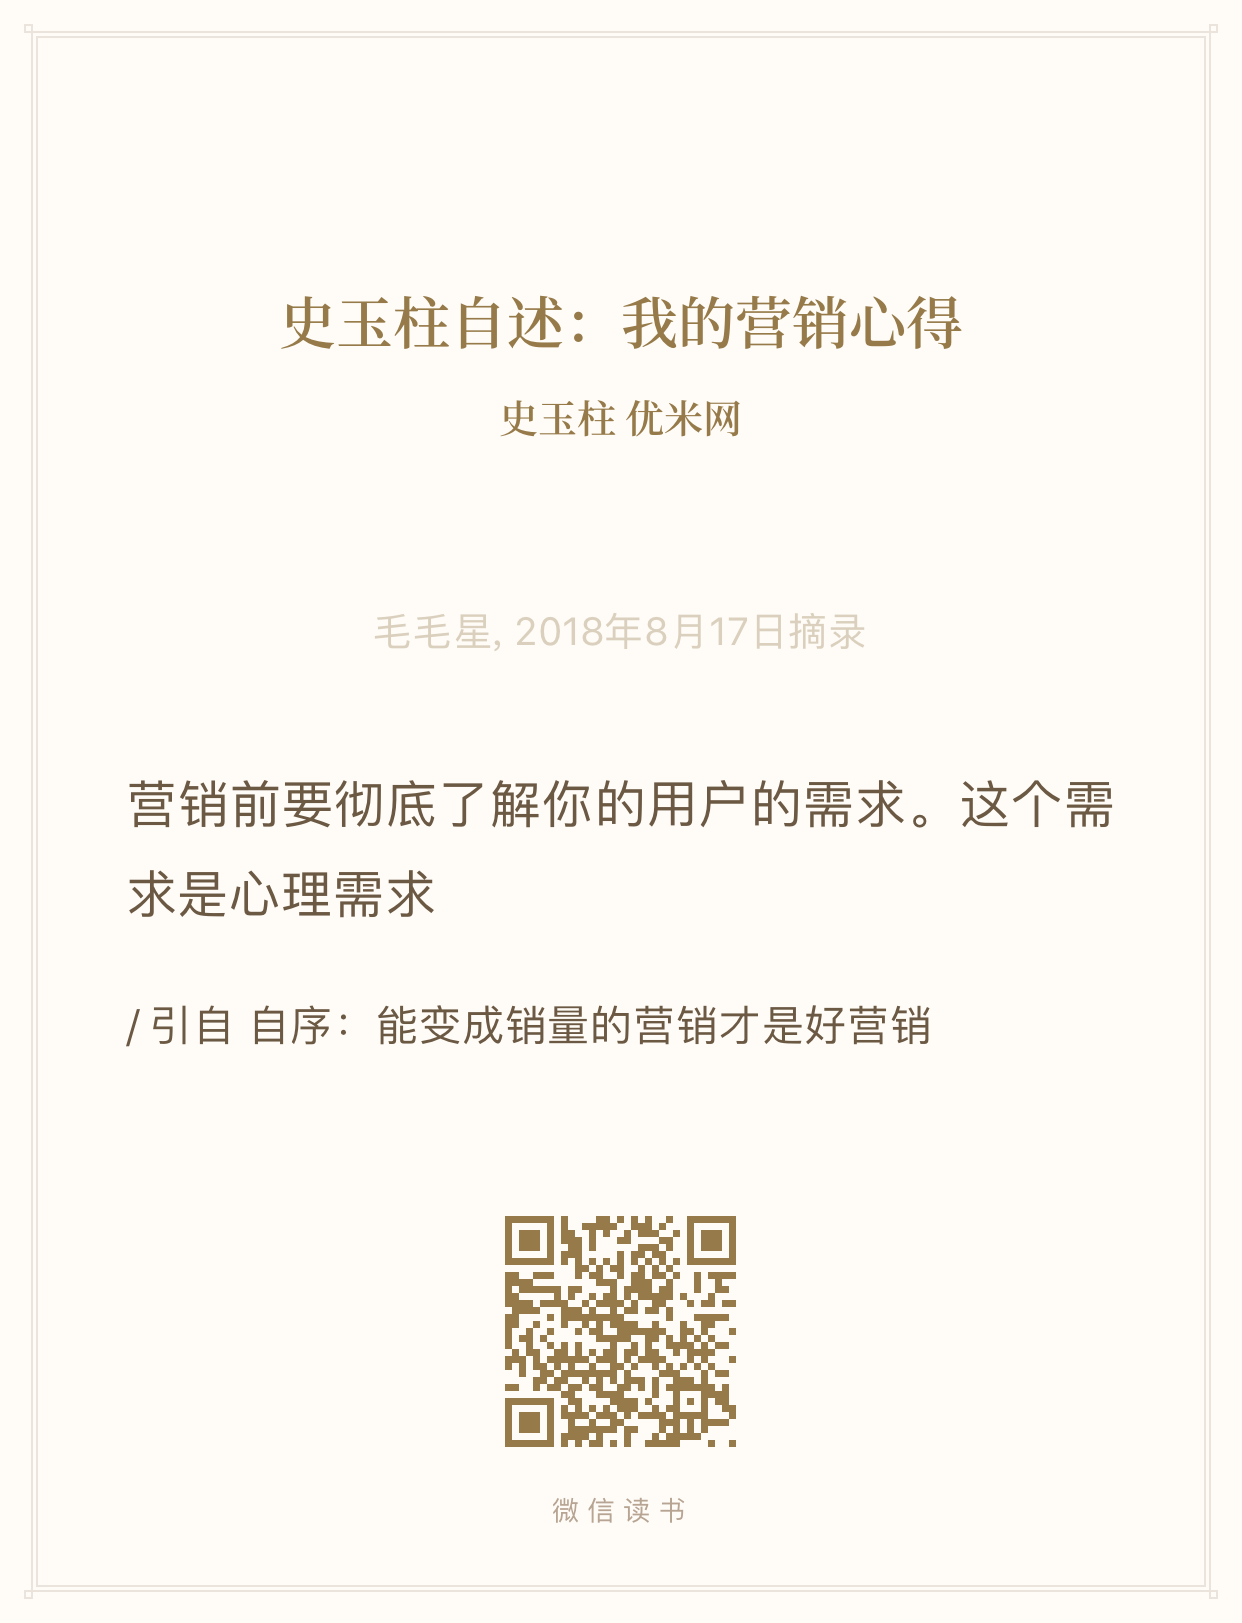 史玉柱自述：我的营销心得
史玉柱 优米网
毛毛星, 2018年8月17日摘录
营销前要彻底了解你的用户的需求。这个需
求是心理需求
/ 引自 自序：能变成销量的营销才是好营销
微信读书